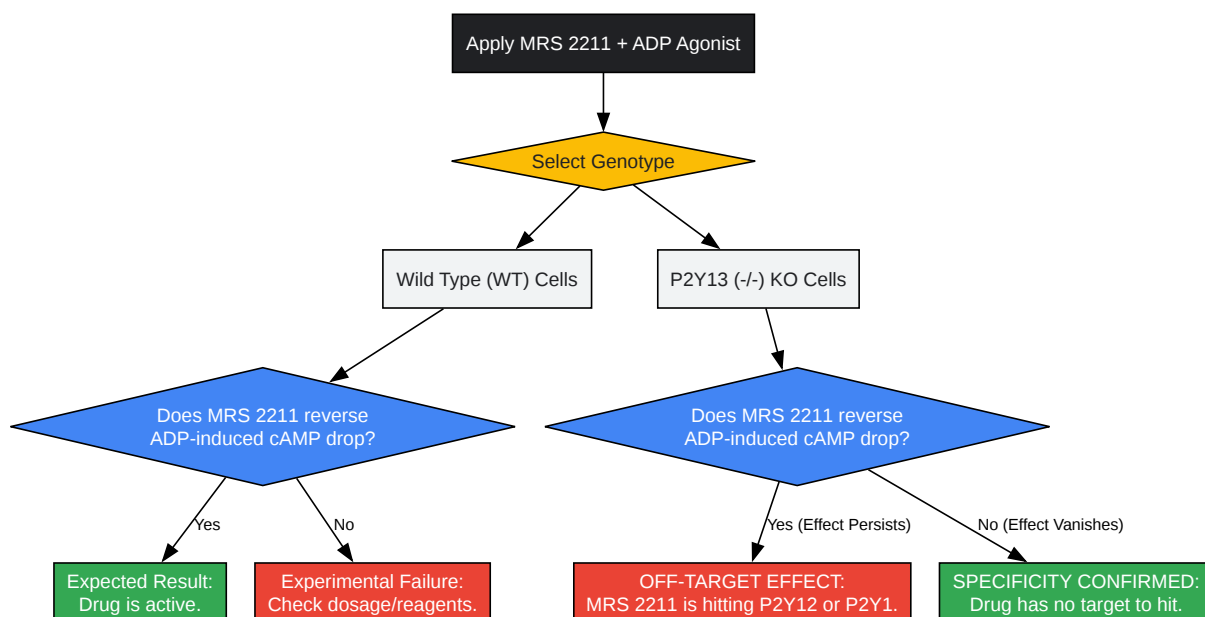 Apply MRS 2211 + ADP Agonist
Select Genotype
Wild Type (WT) Cells
P2Y13 (-/-) KO Cells
Does MRS 2211 reverse
ADP-induced cAMP drop?
Does MRS 2211 reverse
ADP-induced cAMP drop?
Yes
No
Yes (Effect Persists)
No (Effect Vanishes)
Expected Result:
Drug is active.
Experimental Failure:
Check dosage/reagents.
OFF-TARGET EFFECT:
MRS 2211 is hitting P2Y12 or P2Y1.
SPECIFICITY CONFIRMED:
Drug has no target to hit.